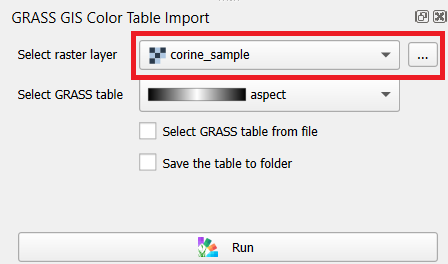 GRASS GIS Color Table Import
Select raster layer corine_sample ...
Select GRASS table aspect
Select GRASS table from file
Save the table to folder
Run